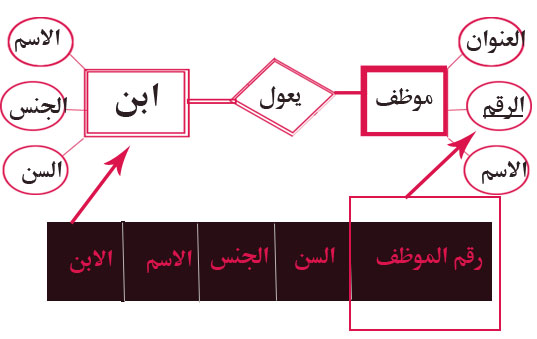 العنوان
الرقم
الاسم
موظف
يعول
ابن
الاسم
الجنس
السن
رقم الموظف
السن
الجنس
الاسم
الابن